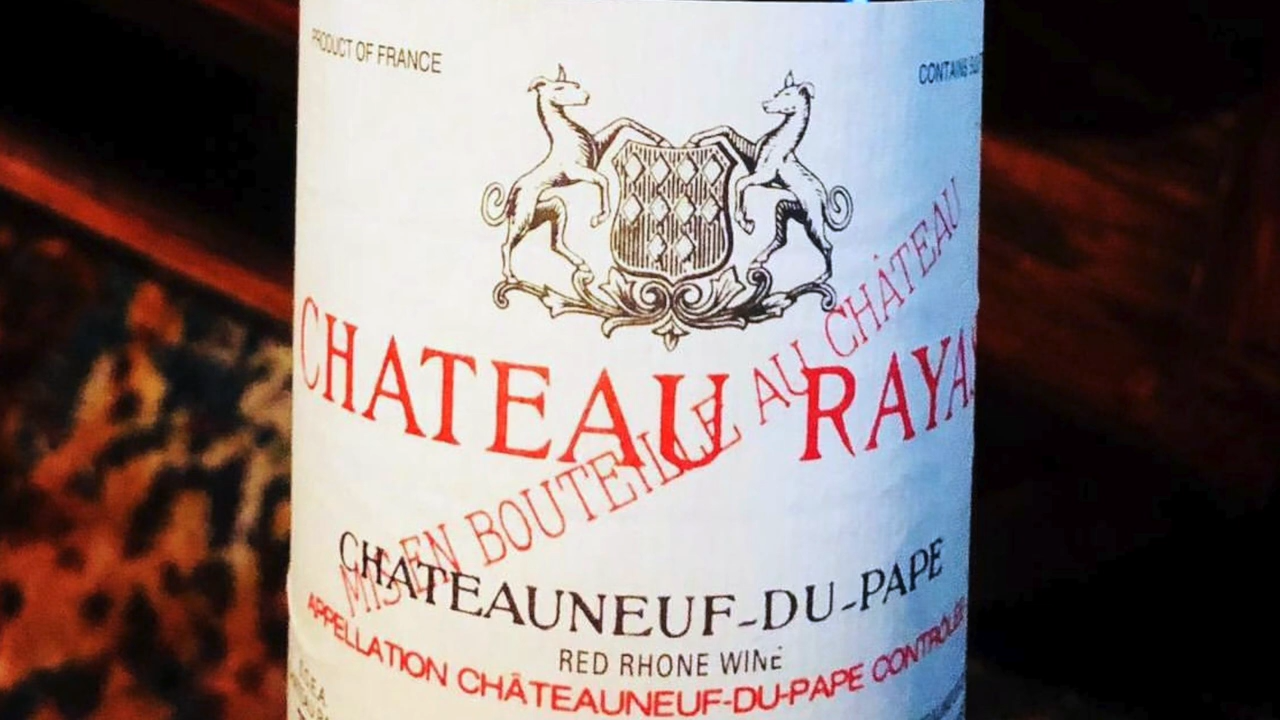 PRODUCT OF FRANCE
CONTAINS
CHATEAU RAYAS
MIS EN BOUTEILLE AU CHÂTEAU
CHATEAUNEUF-DU-PAPE
RED RHONE WINE
APPELLATION CHÂTEAUNEUF-DU-PAPE CONTRÔLÉE